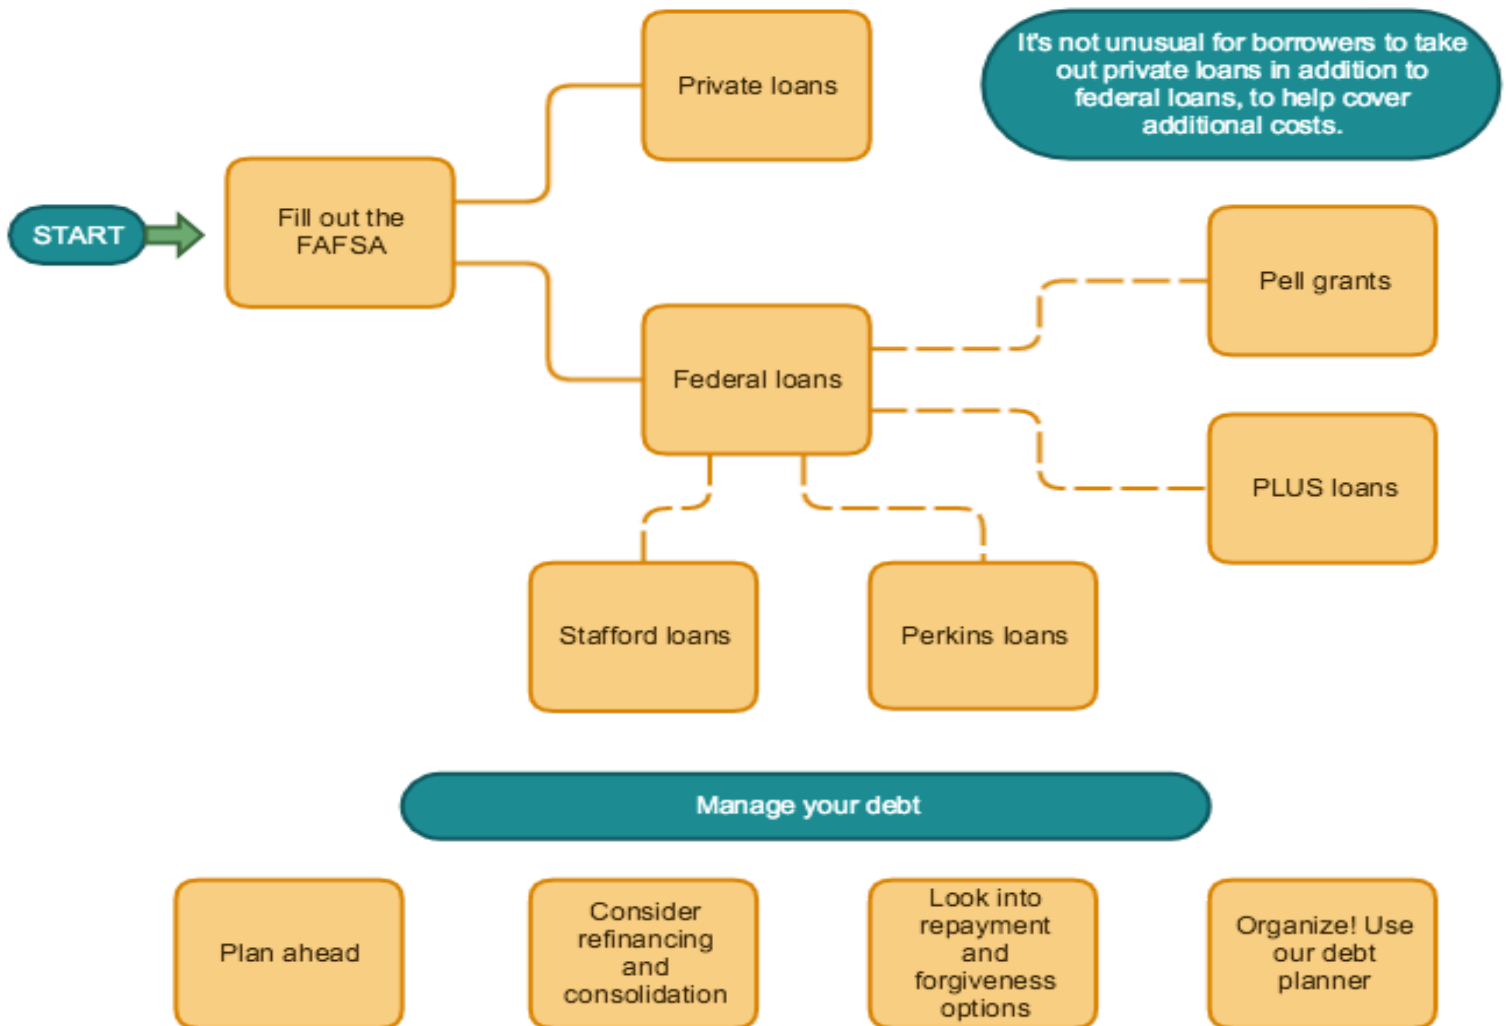 Private loans
It's not unusual for borrowers to take
out private loans in addition to
federal loans, to help cover
additional costs.
START
Fill out the
FAFSA
Pell grants
Federal loans
PLUS loans
Stafford loans
Perkins loans
Manage your debt
Plan ahead
Consider
refinancing
and
consolidation
Look into
repayment
and
forgiveness
options
Organize! Use
our debt
planner